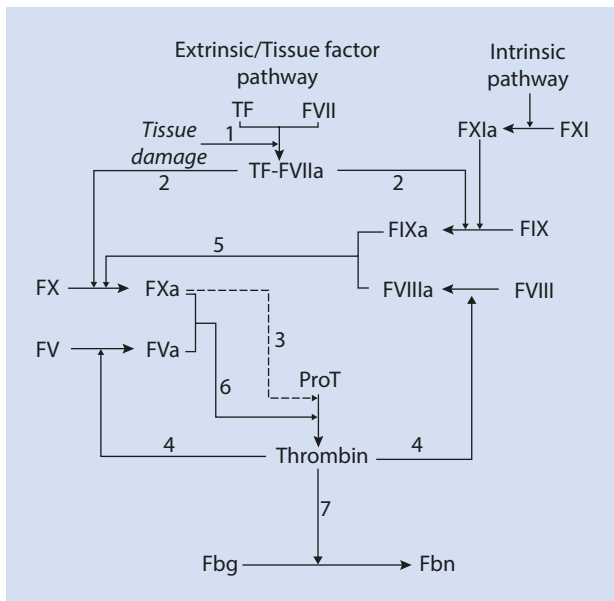 Extrinsic/Tissue factor
pathway
Intrinsic
pathway
TF FVII
Tissue
damage
1
FXIa FXI
TF-FVIIa
2 2
FIXa FIX
5
FX FXa FVIIIa FVIII
3
FV FVa
6
ProT
4 Thrombin 4
7
Fbg Fbn